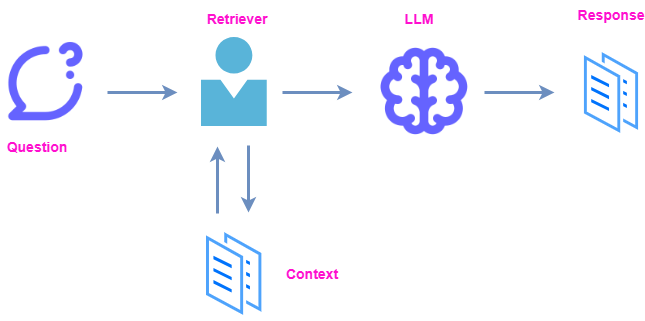 Retriever
LLM
Response
Question
Context